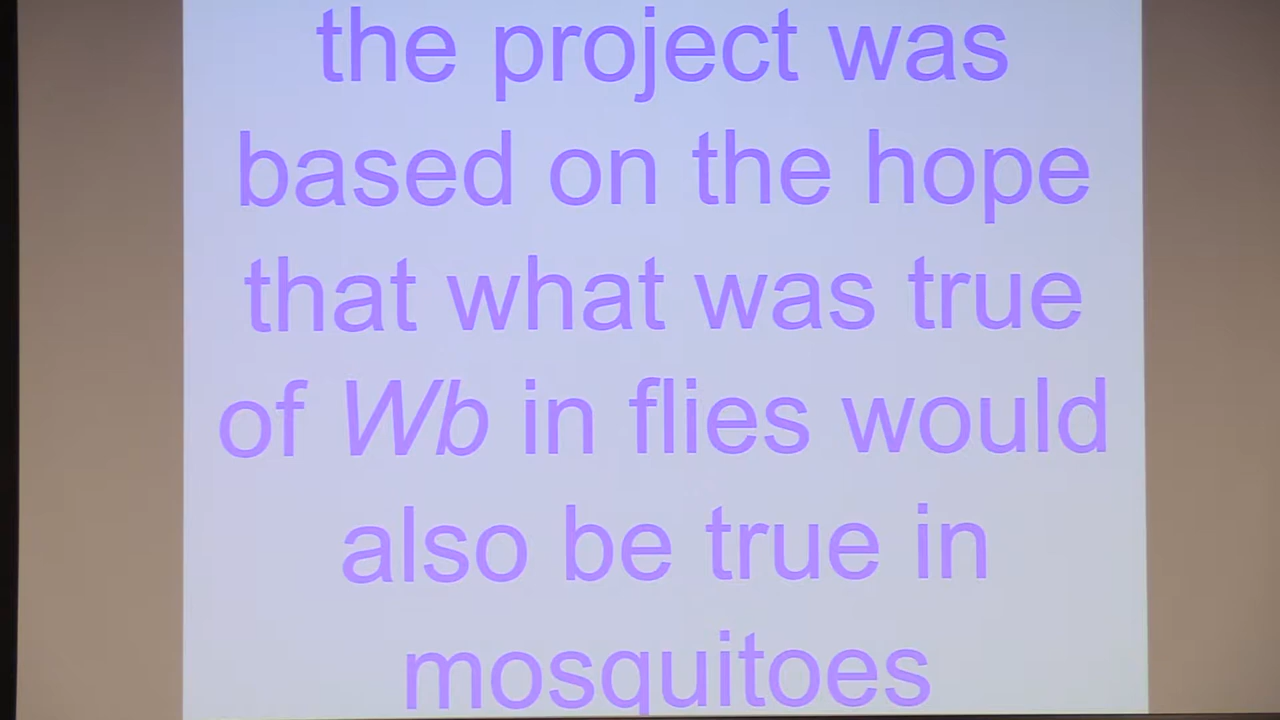 the project was
based on the hope
that what was true
of Wb in flies would
also be true in
mosquitoes